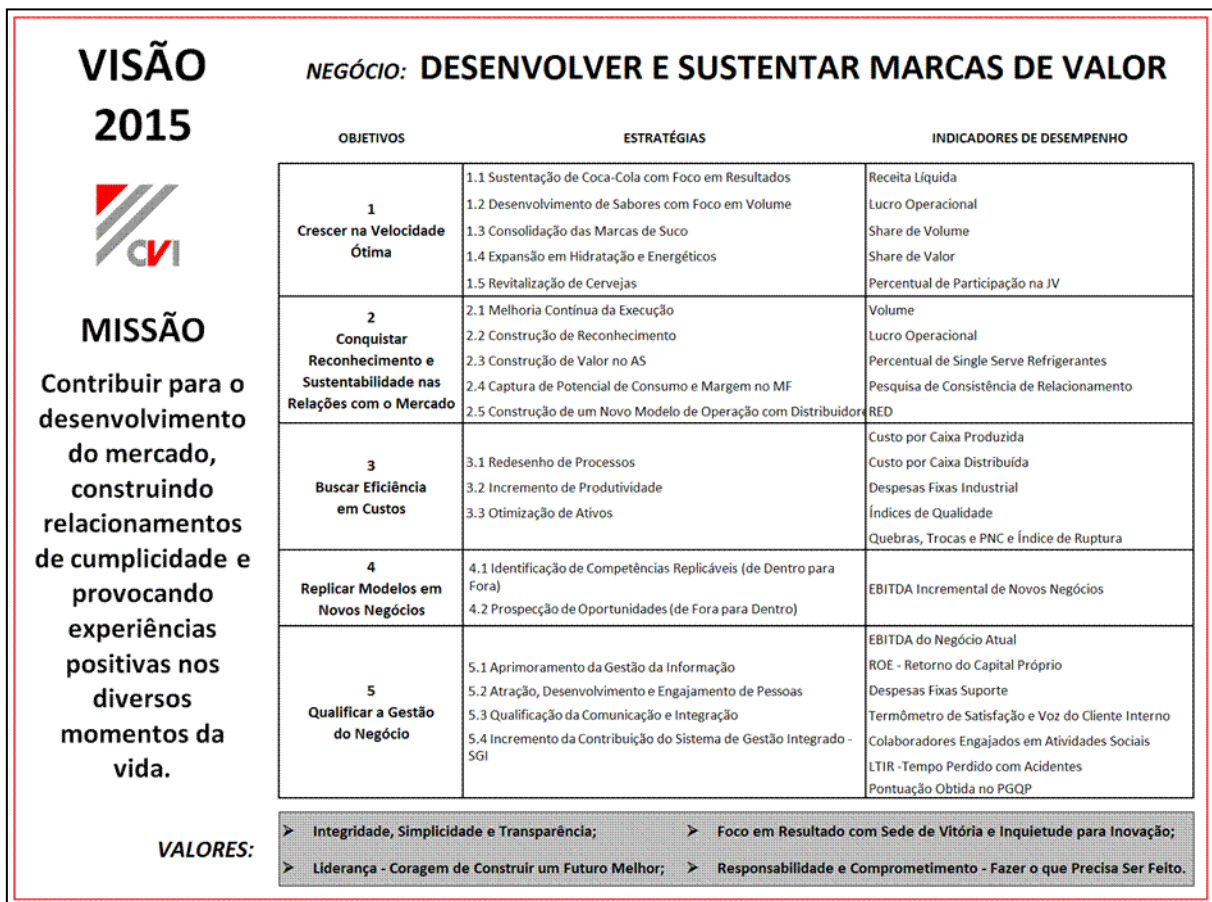 VISÃO
2015
CVI
MISSÃO
Contribuir para o
desenvolvimento
do mercado,
construindo
relacionamentos
de cumplicidade e
provocando
experiências
positivas nos
diversos
momentos da
vida.
NEGÓCIO: DESENVOLVER E SUSTENTAR MARCAS DE VALOR
OBJETIVOS
ESTRATÉGIAS
INDICADORES DE DESEMPENHO
1
Crescer na Velocidade
Ótima
1.1 Sustentação de Coca-Cola com Foco em Resultados
1.2 Desenvolvimento de Sabores com Foco em Volume
1.3 Consolidação das Marcas de Suco
1.4 Expansão em Hidratação e Energéticos
1.5 Revitalização de Cervejas
Receita Líquida
Lucro Operacional
Share de Volume
Share de Valor
Percentual de Participação na JV
2
Conquistar
Reconhecimento e
Sustentabilidade nas
Relações com o Mercado
2.1 Melhoria Contínua da Execução
2.2 Construção de Reconhecimento
2.3 Construção de Valor no AS
2.4 Captura de Potencial de Consumo e Margem no MF
2.5 Construção de um Novo Modelo de Operação com Distribuidore
Volume
Lucro Operacional
Percentual de Single Serve Refrigerantes
Pesquisa de Consistência de Relacionamento
RED
3
Buscar Eficiência
em Custos
3.1 Redesenho de Processos
3.2 Incremento de Produtividade
3.3 Otimização de Ativos
Custo por Caixa Produzida
Custo por Caixa Distribuída
Despesas Fixas Industrial
Índices de Qualidade
Quebras, Trocas e PNC e Índice de Ruptura
4
Replicar Modelos em
Novos Negócios
4.1 Identificação de Competências Replicáveis (de Dentro para
Fora)
4.2 Prospecção de Oportunidades (de Fora para Dentro)
EBITDA Incremental de Novos Negócios
5
Qualificar a Gestão
do Negócio
5.1 Aprimoramento da Gestão da Informação
5.2 Atração, Desenvolvimento e Engajamento de Pessoas
5.3 Qualificação da Comunicação e Integração
5.4 Incremento da Contribuição do Sistema de Gestão Integrado -
SGI
EBITDA do Negócio Atual
ROE - Retorno do Capital Próprio
Despesas Fixas Suporte
Termômetro de Satisfação e Voz do Cliente Interno
Colaboradores Engajados em Atividades Sociais
LTIR -Tempo Perdido com Acidentes
Pontuação Obtida no PGQP
VALORES:
➢ Integridade, Simplicidade e Transparência;
➢ Foco em Resultado com Sede de Vitória e Inquietude para Inovação;
➢ Liderança - Coragem de Construir um Futuro Melhor;
➢ Responsabilidade e Comprometimento - Fazer o que Precisa Ser Feito.